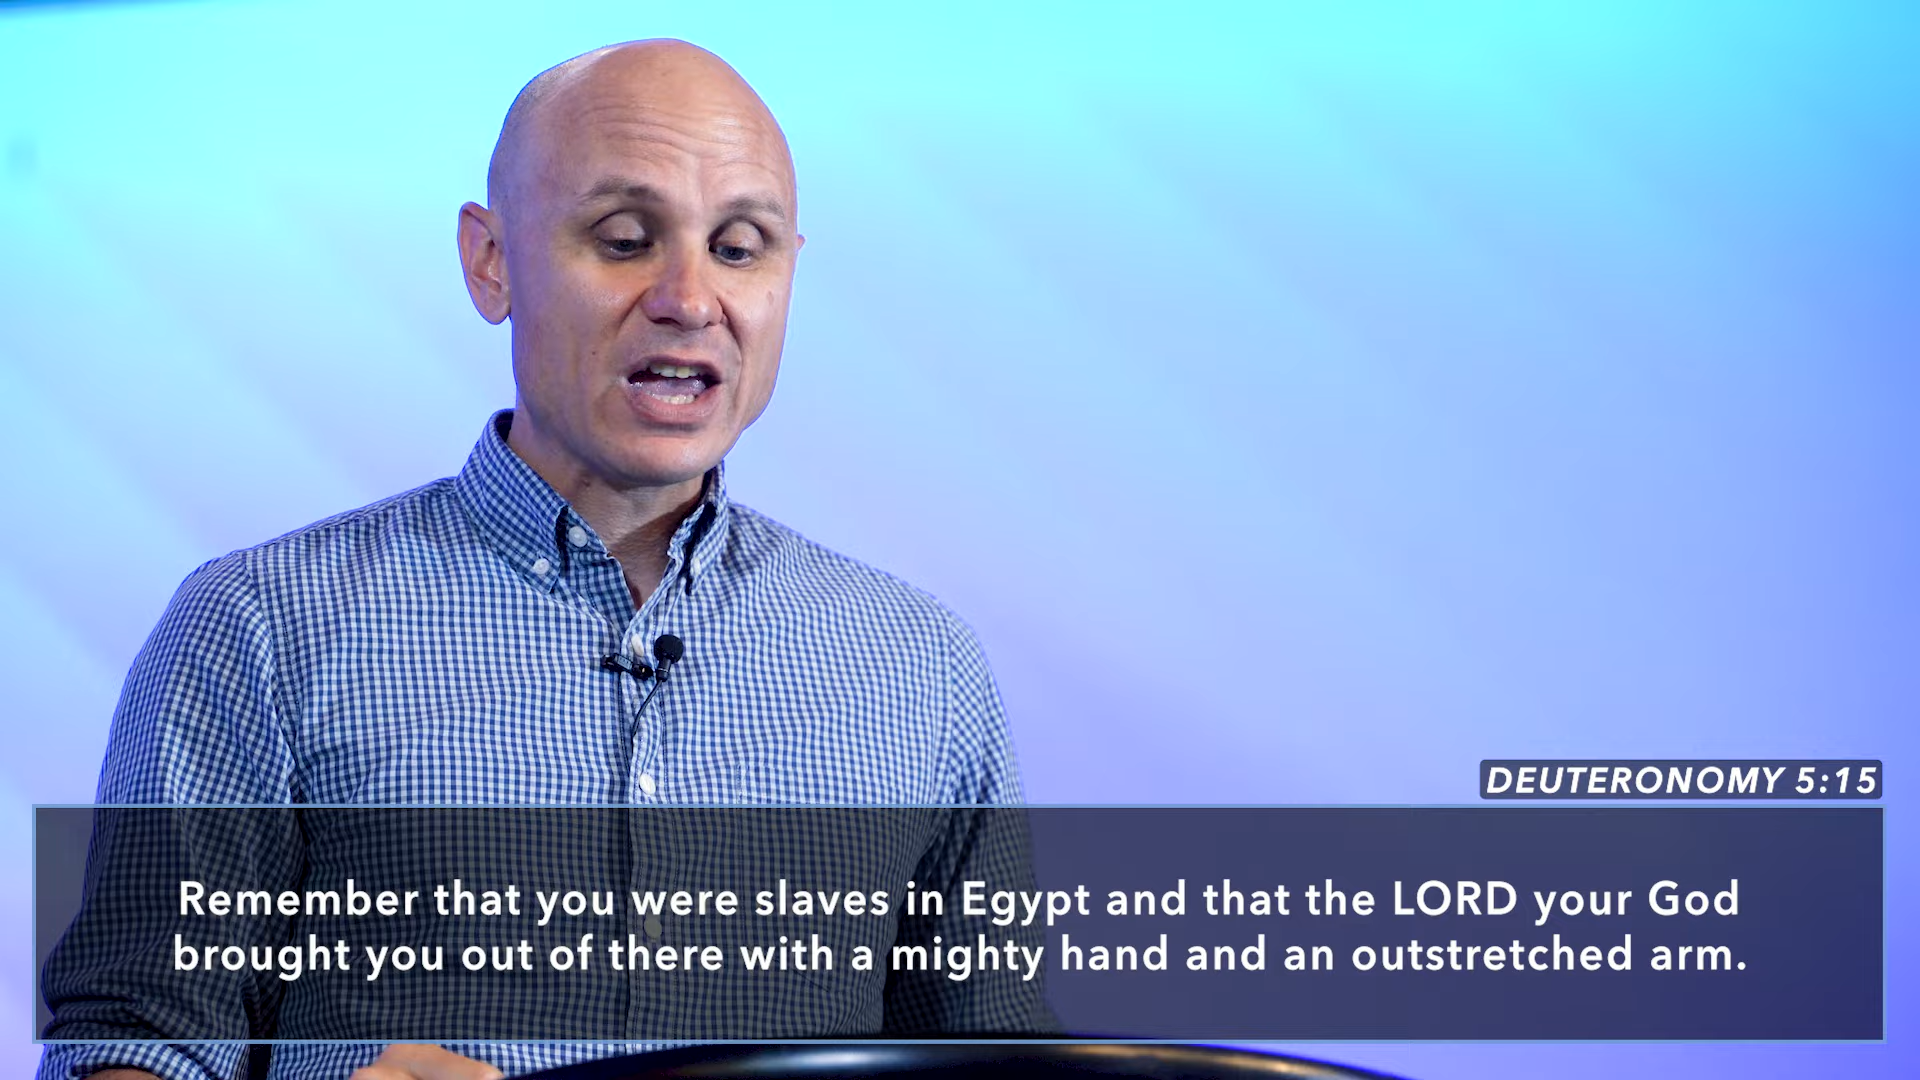 DEUTERONOMY 5:15
Remember that you were slaves in Egypt and that the LORD your God
brought you out of there with a mighty hand and an outstretched arm.